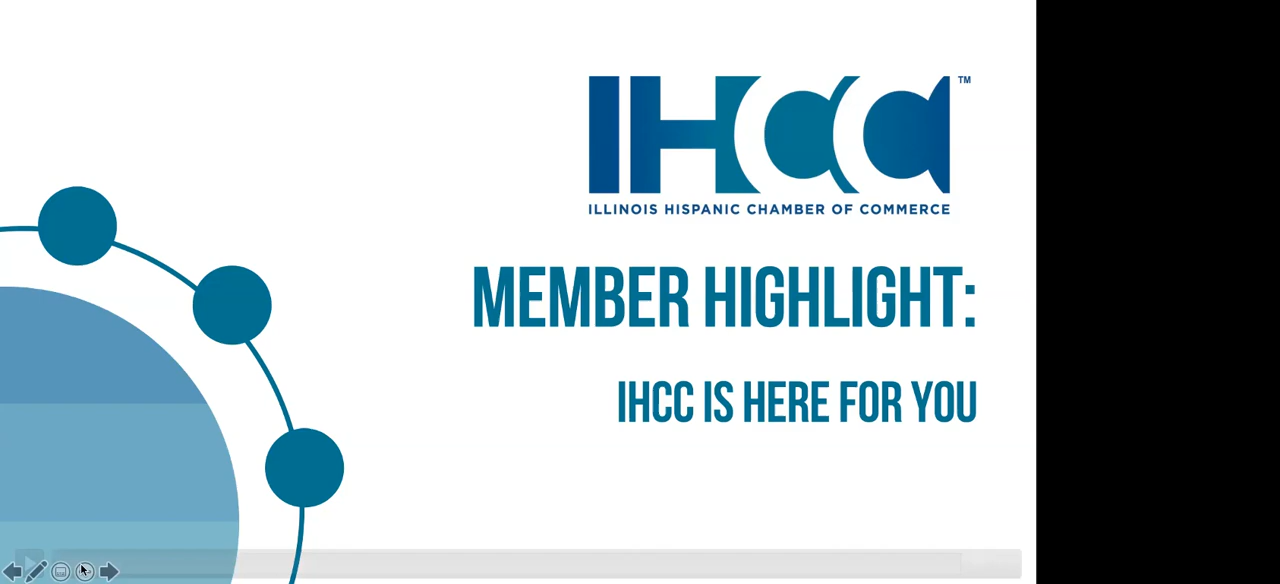 IHCC™
ILLINOIS HISPANIC CHAMBER OF COMMERCE
MEMBER HIGHLIGHT:
IHCC IS HERE FOR YOU